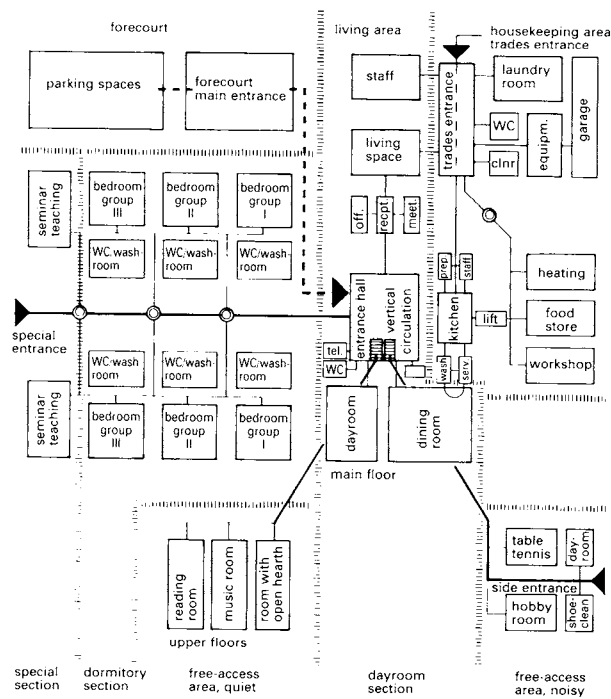 forecourt
living area
housekeeping area
trades entrance
parking spaces
forecourt
main entrance
staff
trades entrance
laundry
room
WC
clnr
equipm.
garage
living
space
off.
recpt.
meet.
seminar
teaching
bedroom
group
III
bedroom
group
II
bedroom
group
I
WC/wash-
room
WC/wash-
room
WC/wash-
room
prep
staff
heating
entrance hall
vertical
circulation
kitchen
lift
food
store
workshop
special
entrance
tel.
WC
wash
serv.
WC/wash-
room
WC/wash-
room
WC/wash-
room
seminar
teaching
bedroom
group
III
bedroom
group
II
bedroom
group
I
dayroom
dining
room
main floor
reading
room
music room
room with
open hearth
upper floors
table
tennis
day-
room
side entrance
hobby
room
shoe-
clean
special
section
dormitory
section
free-access
area, quiet
dayroom
section
free-access
area, noisy